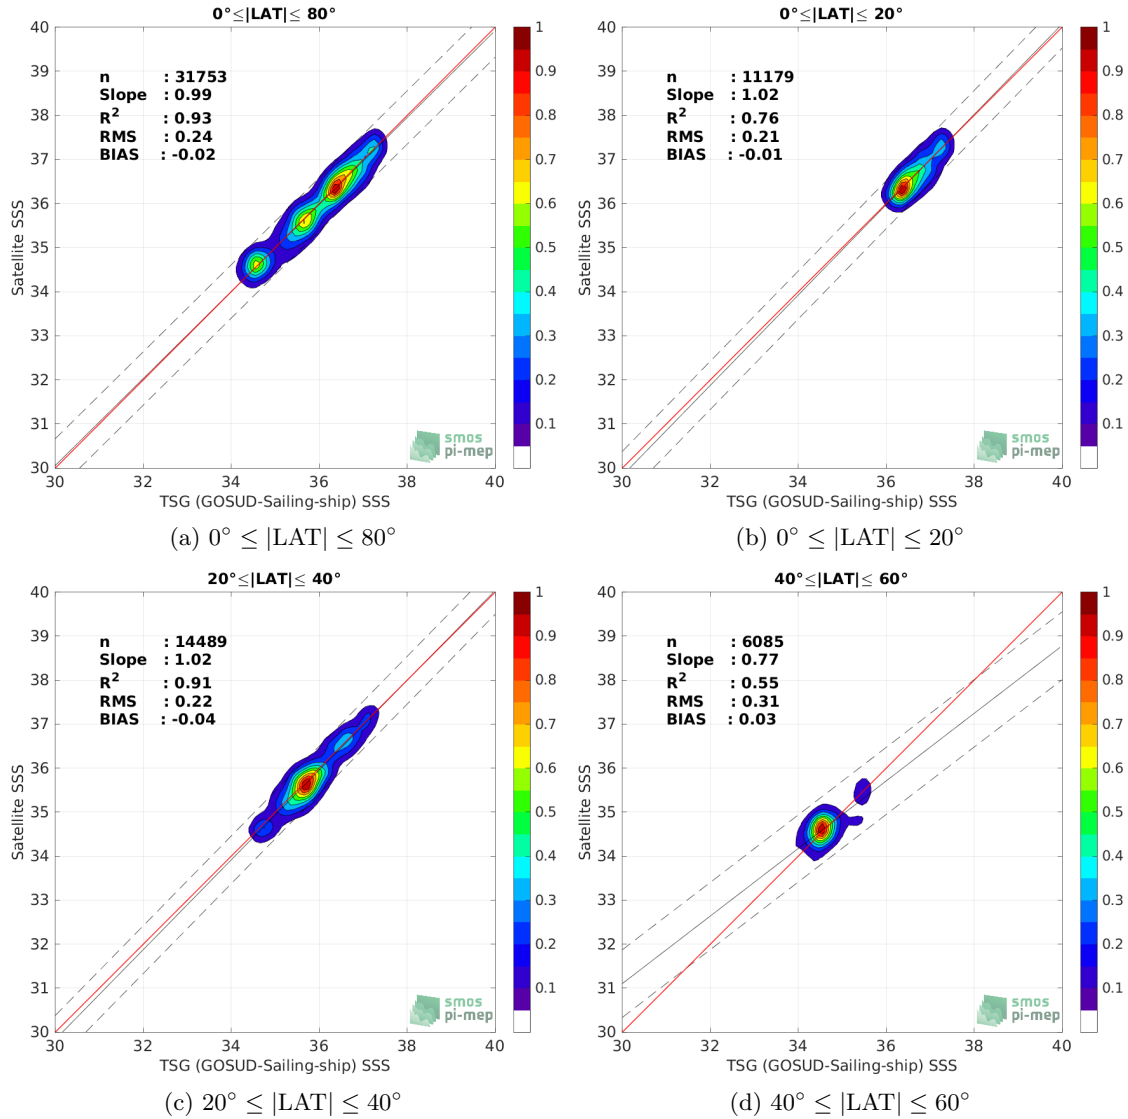 0°≤|LAT|≤ 80°
n : 31753
Slope : 0.99
R² : 0.93
RMS : 0.24
BIAS : -0.02
40
39
38
37
36
35
34
33
32
31
30
30 32 34 36 38 40
Satellite SSS
TSG (GOSUD-Sailing-ship) SSS
smos
pi-mep
1
0.9
0.8
0.7
0.6
0.5
0.4
0.3
0.2
0.1
(a) 0° ≤ |LAT| ≤ 80°
0°≤|LAT|≤ 20°
n : 11179
Slope : 1.02
R² : 0.76
RMS : 0.21
BIAS : -0.01
40
39
38
37
36
35
34
33
32
31
30
30 32 34 36 38 40
Satellite SSS
TSG (GOSUD-Sailing-ship) SSS
smos
pi-mep
1
0.9
0.8
0.7
0.6
0.5
0.4
0.3
0.2
0.1
(b) 0° ≤ |LAT| ≤ 20°
20°≤|LAT|≤ 40°
n : 14489
Slope : 1.02
R² : 0.91
RMS : 0.22
BIAS : -0.04
40
39
38
37
36
35
34
33
32
31
30
30 32 34 36 38 40
Satellite SSS
TSG (GOSUD-Sailing-ship) SSS
smos
pi-mep
1
0.9
0.8
0.7
0.6
0.5
0.4
0.3
0.2
0.1
(c) 20° ≤ |LAT| ≤ 40°
40°≤|LAT|≤ 60°
n : 6085
Slope : 0.77
R² : 0.55
RMS : 0.31
BIAS : 0.03
40
39
38
37
36
35
34
33
32
31
30
30 32 34 36 38 40
Satellite SSS
TSG (GOSUD-Sailing-ship) SSS
smos
pi-mep
1
0.9
0.8
0.7
0.6
0.5
0.4
0.3
0.2
0.1
(d) 40° ≤ |LAT| ≤ 60°